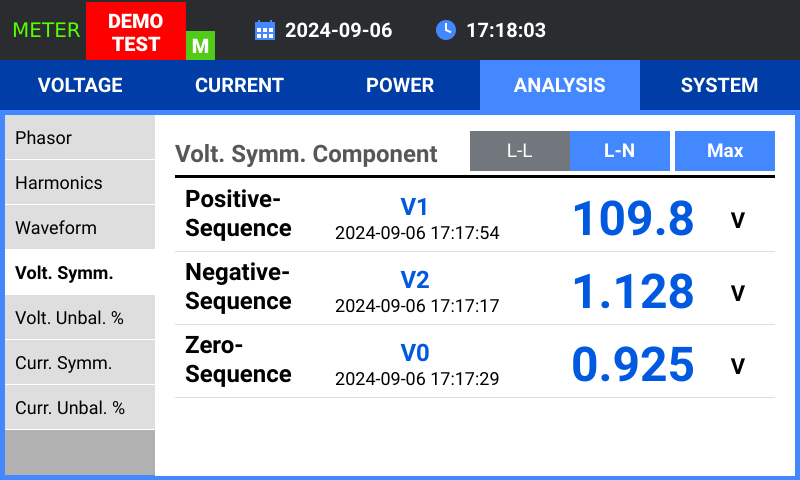 METER
DEMO
TEST
M
2024-09-06
17:18:03
VOLTAGE
CURRENT
POWER
ANALYSIS
SYSTEM
Phasor
Harmonics
Waveform
Volt. Symm.
Volt. Unbal. %
Curr. Symm.
Curr. Unbal. %
Volt. Symm. Component
L-L
L-N
Max
Positive-
Sequence
V1
2024-09-06 17:17:54
109.8
V
Negative-
Sequence
V2
2024-09-06 17:17:17
1.128
V
Zero-
Sequence
V0
2024-09-06 17:17:29
0.925
V